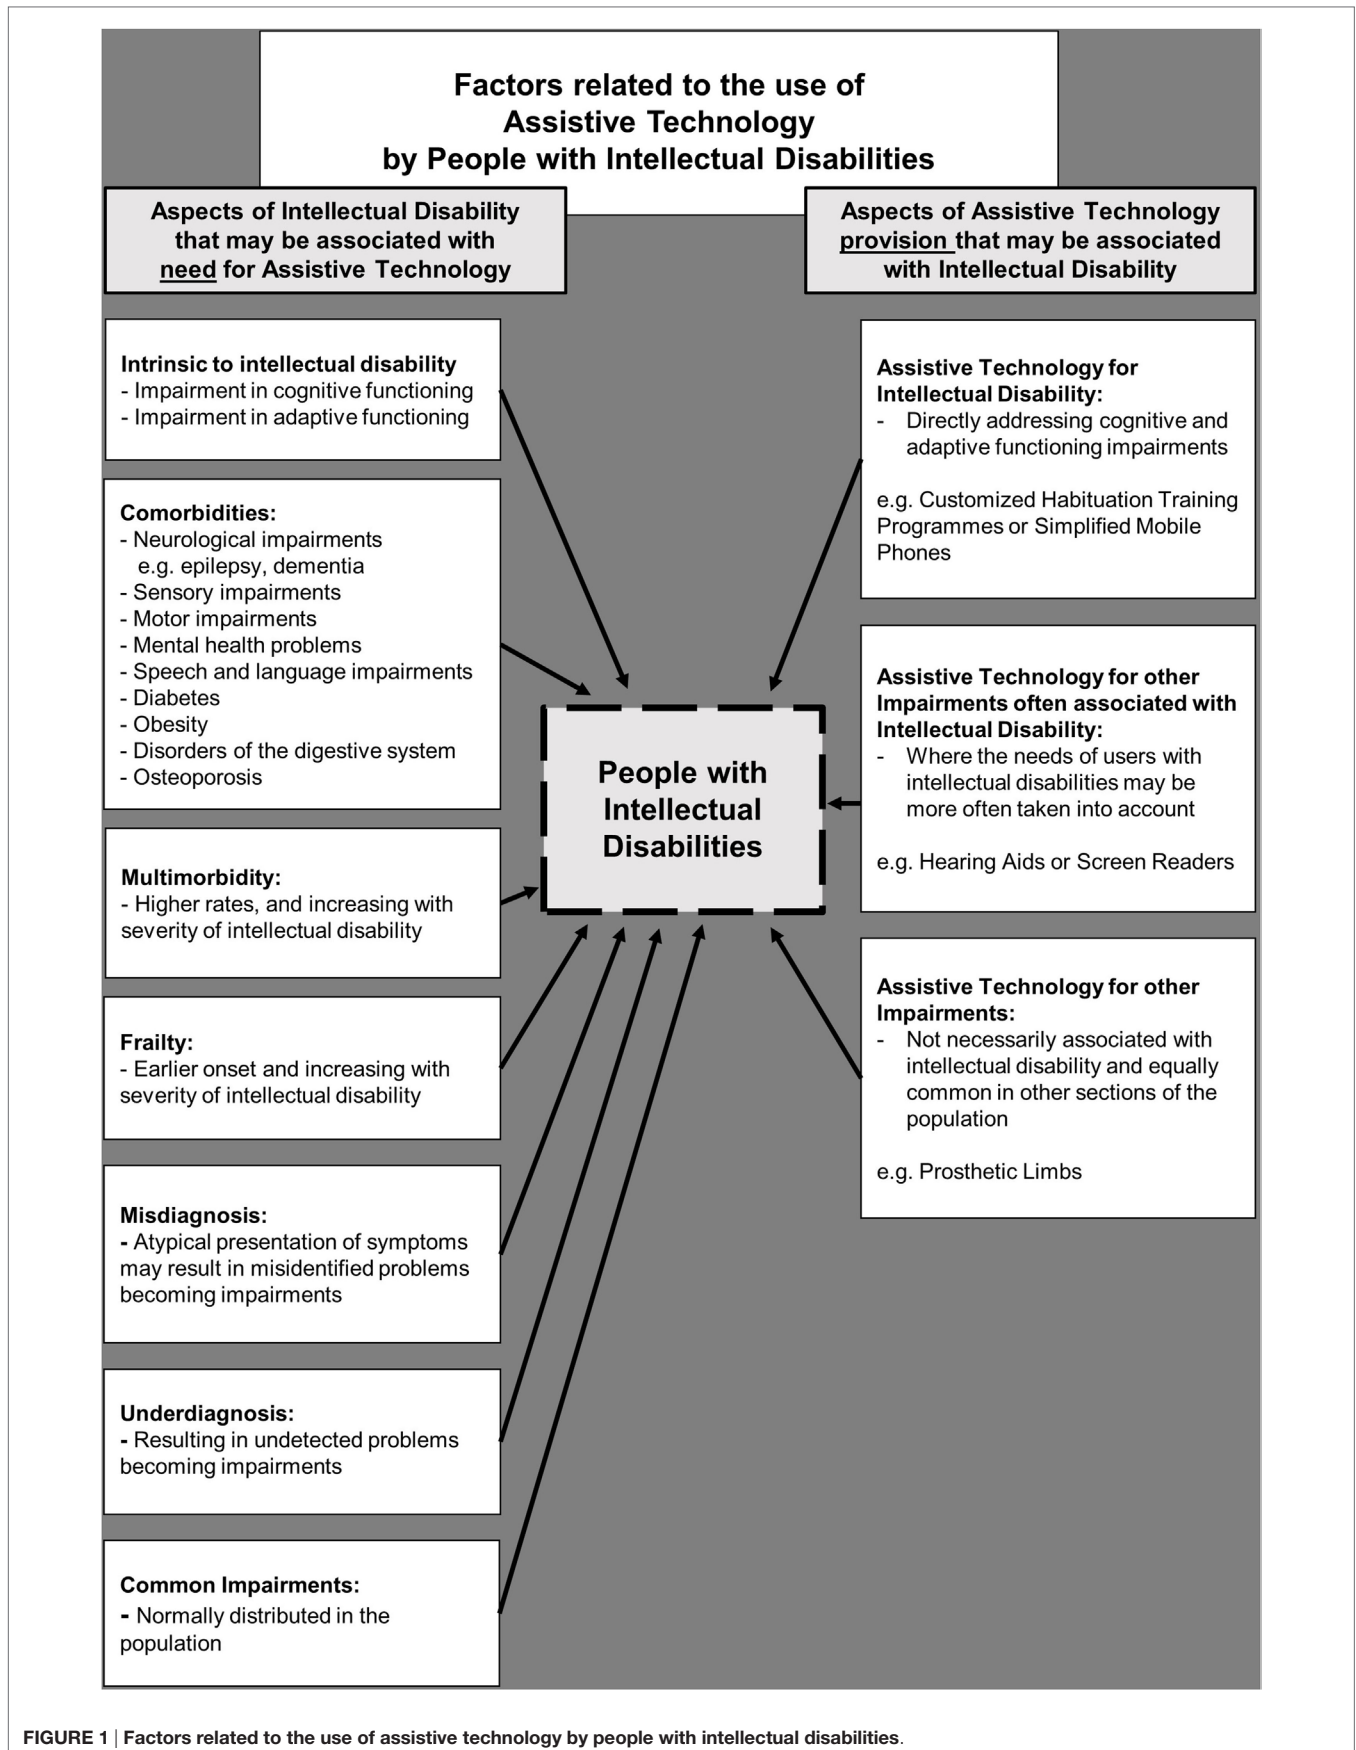 Factors related to the use of
Assistive Technology
by People with Intellectual Disabilities
Aspects of Intellectual Disability
that may be associated with
need for Assistive Technology
Aspects of Assistive Technology
provision that may be associated
with Intellectual Disability
Intrinsic to intellectual disability
- Impairment in cognitive functioning
- Impairment in adaptive functioning
Comorbidities:
- Neurological impairments
e.g. epilepsy, dementia
- Sensory impairments
- Motor impairments
- Mental health problems
- Speech and language impairments
- Diabetes
- Obesity
- Disorders of the digestive system
- Osteoporosis
Multimorbidity:
- Higher rates, and increasing with
severity of intellectual disability
Frailty:
- Earlier onset and increasing with
severity of intellectual disability
Misdiagnosis:
- Atypical presentation of symptoms
may result in misidentified problems
becoming impairments
Underdiagnosis:
- Resulting in undetected problems
becoming impairments
Common Impairments:
- Normally distributed in the
population
People with
Intellectual
Disabilities
Assistive Technology for
Intellectual Disability:
- Directly addressing cognitive and
adaptive functioning impairments
e.g. Customized Habituation Training
Programmes or Simplified Mobile
Phones
Assistive Technology for other
Impairments often associated with
Intellectual Disability:
- Where the needs of users with
intellectual disabilities may be
more often taken into account
e.g. Hearing Aids or Screen Readers
Assistive Technology for other
Impairments:
- Not necessarily associated with
intellectual disability and equally
common in other sections of the
population
e.g. Prosthetic Limbs
FIGURE 1 | Factors related to the use of assistive technology by people with intellectual disabilities.